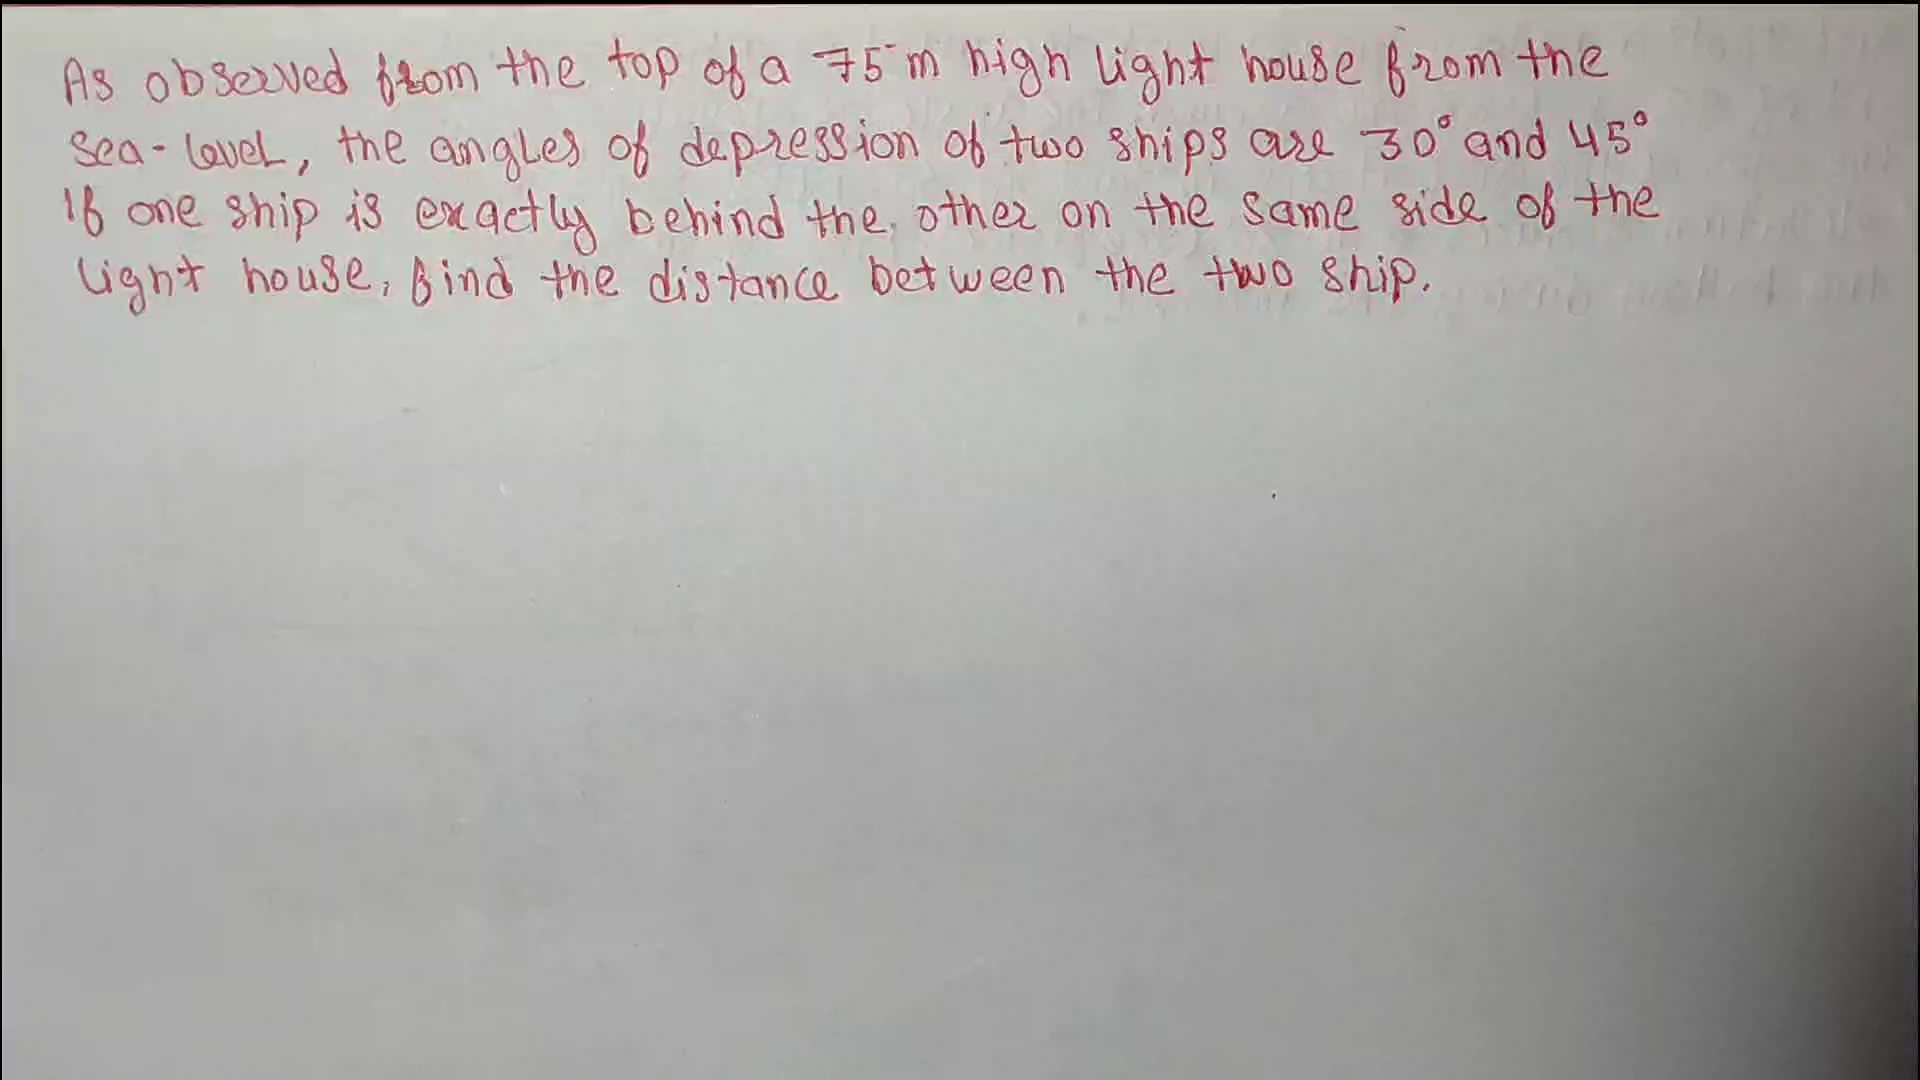 As observed from the top of a 75 m high light house from the
sea-level, the angles of depression of two ships are 30° and 45°
If one ship is exactly behind the other on the same side of the
light house, find the distance between the two ship.